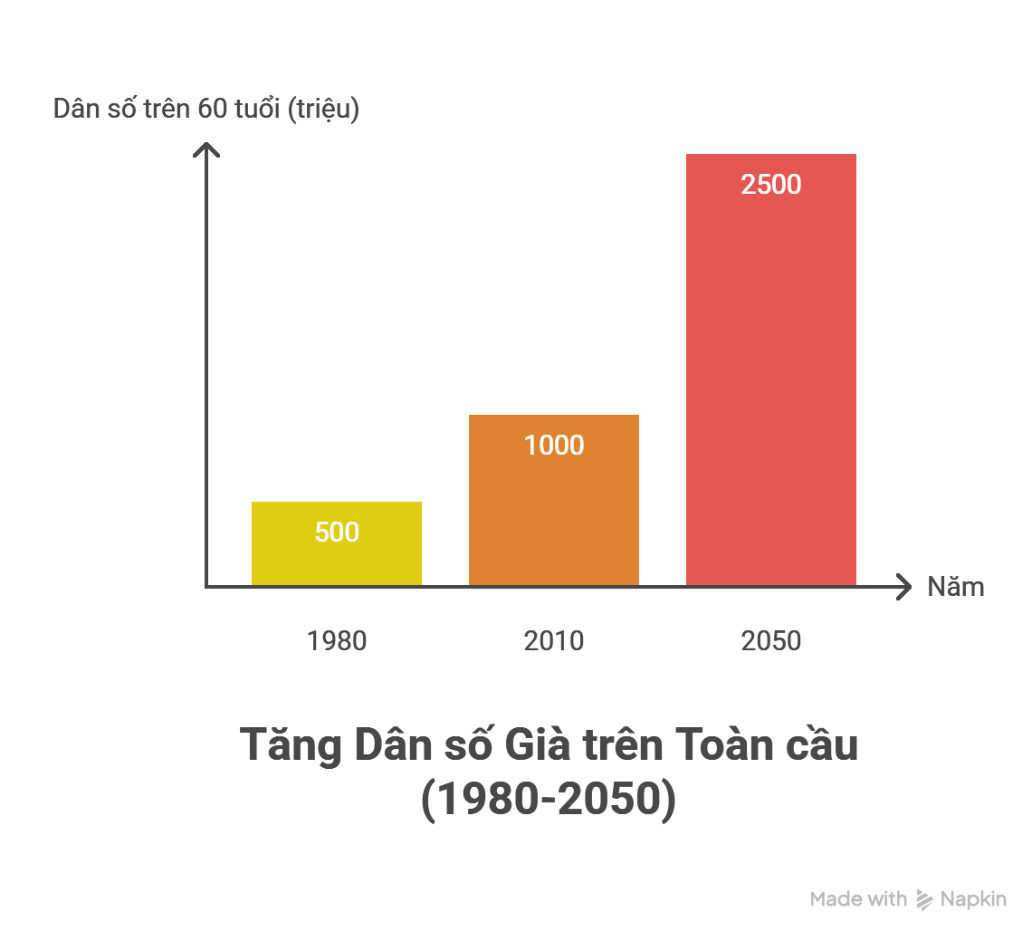 Dân số trên 60 tuổi (triệu)
2500
1000
500
Năm
1980
2010
2050
Tăng Dân số Già trên Toàn cầu
(1980-2050)
Made with Napkin